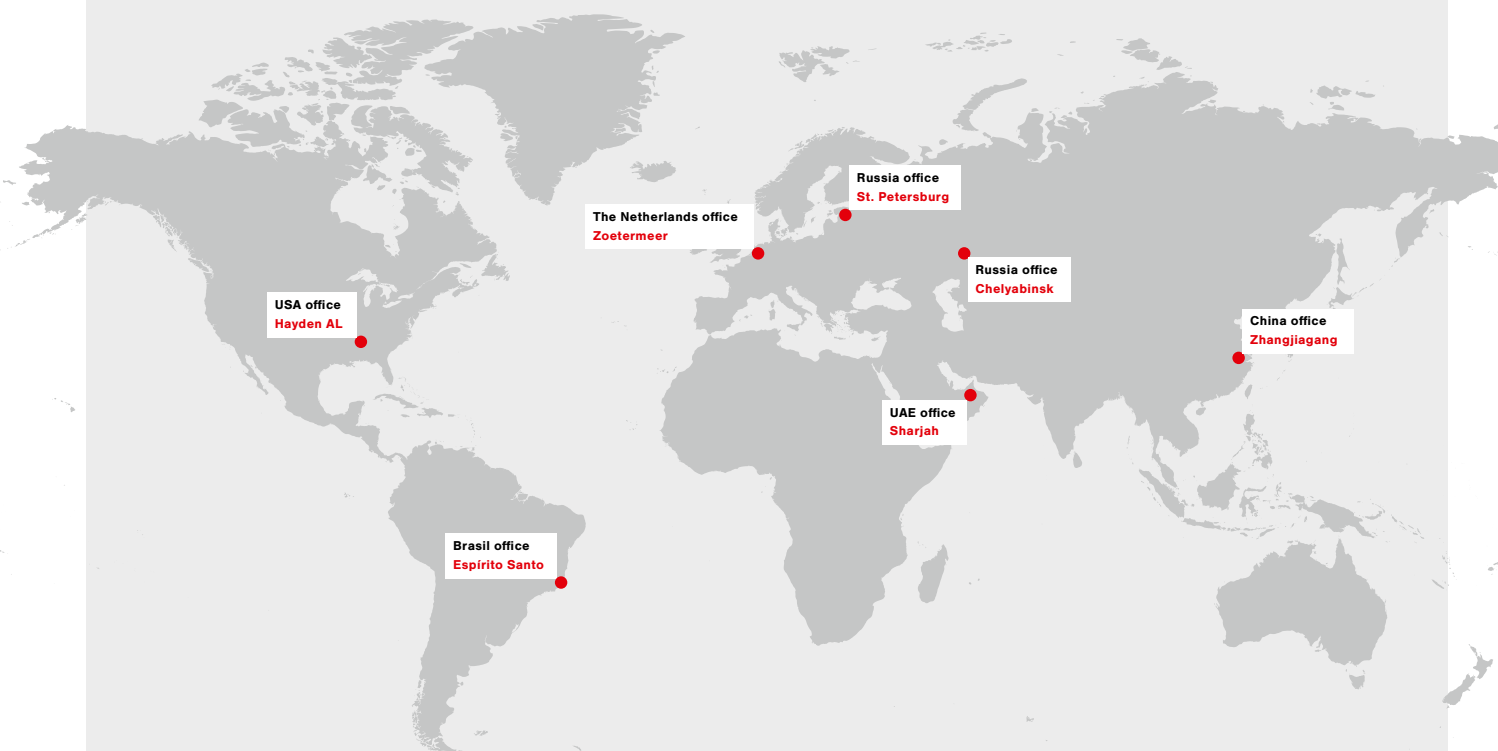 Russia office
St. Petersburg
The Netherlands office
Zoetermeer
Russia office
Chelyabinsk
USA office
Hayden AL
China office
Zhangjiagang
UAE office
Sharjah
Brasil office
Espírito Santo